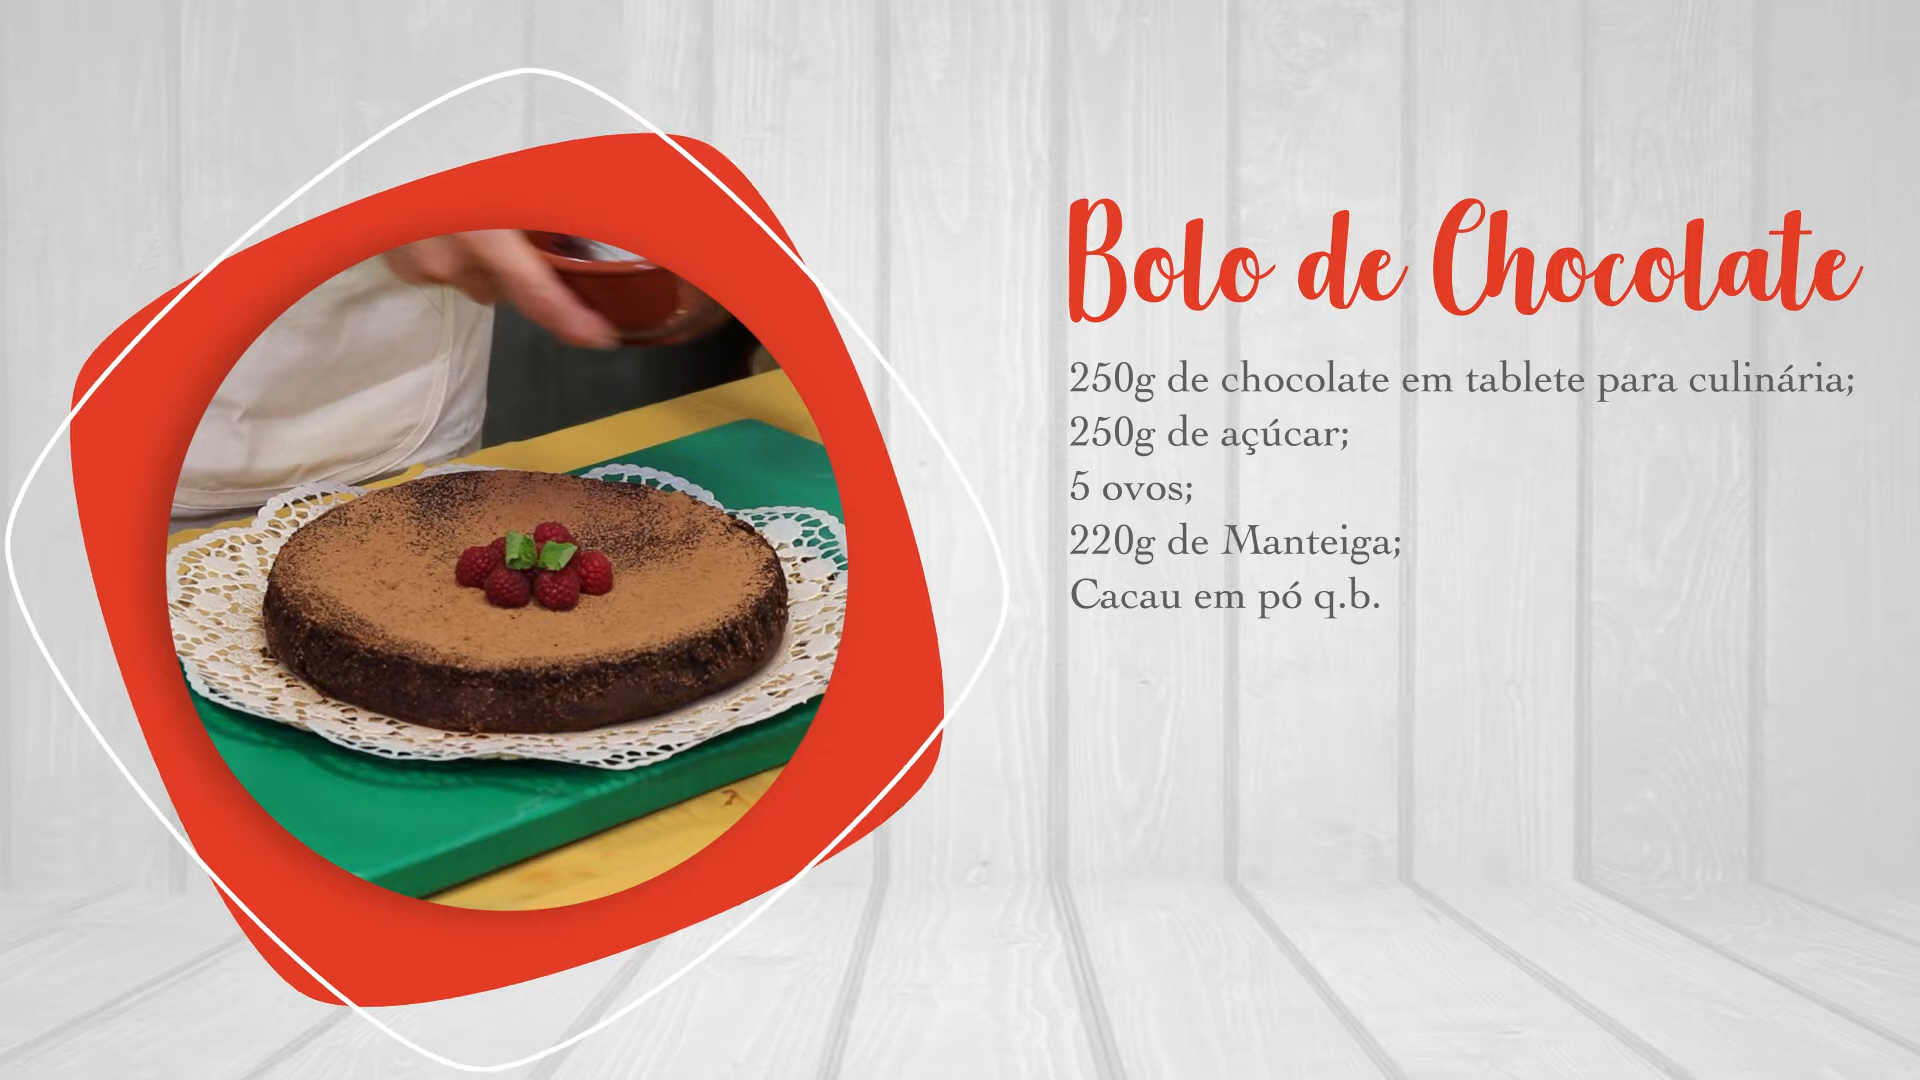 Bolo de Chocolate
250g de chocolate em tablete para culinária;
250g de açúcar;
5 ovos;
220g de Manteiga;
Cacau em pó q.b.